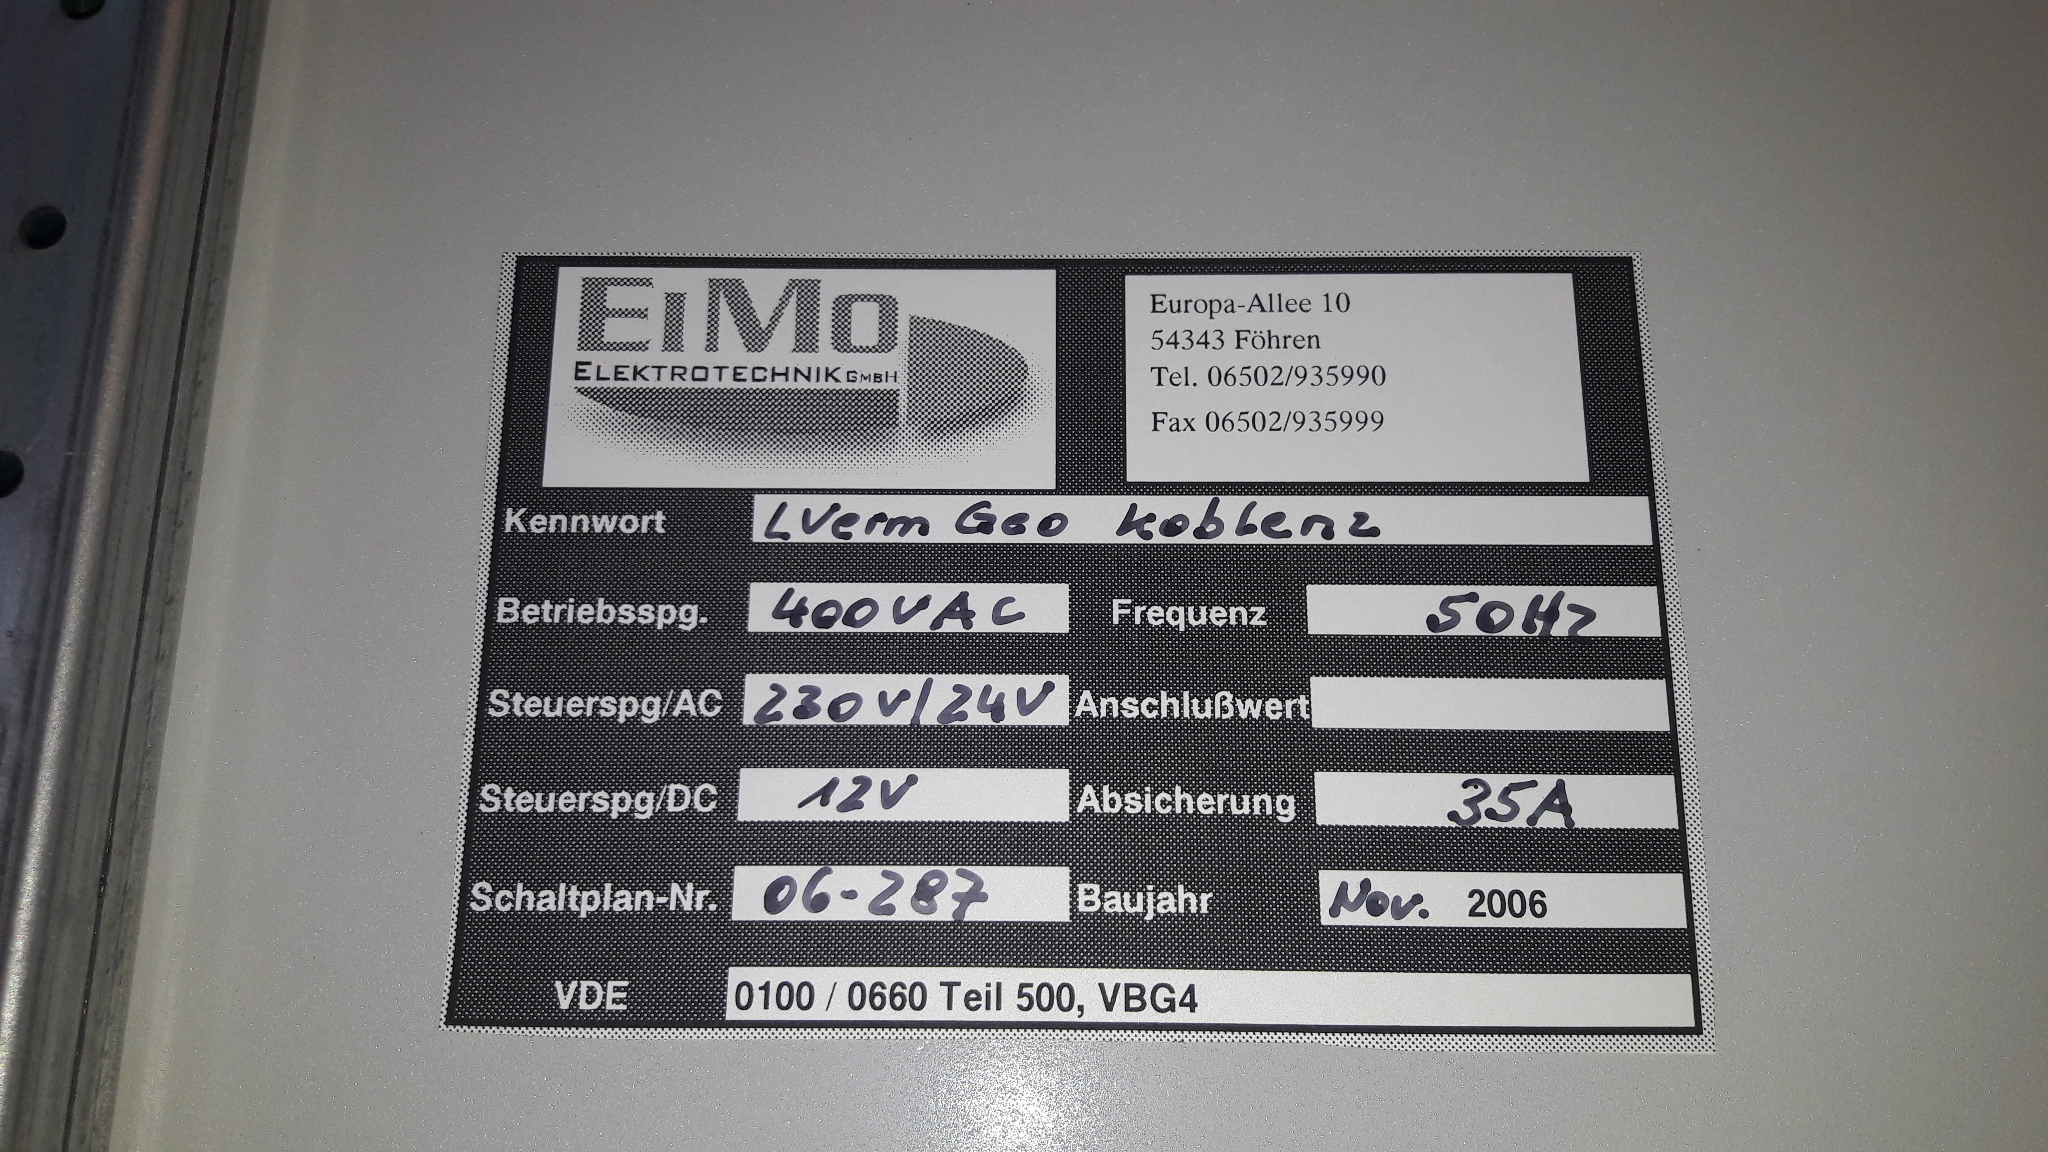 EIMO
ELEKTROTECHNIK GMBH
Europa-Allee 10
54343 Föhren
Tel. 06502/935990
Fax 06502/935999
Kennwort LVerm Geo Koblenz
Betriebsspg. 400VAC Frequenz 50Hz
Steuerspg/AC 230V/24V Anschlußwert
Steuerspg/DC 12V Absicherung 35A
Schaltplan-Nr. 06-287 Baujahr Nov. 2006
VDE 0100 / 0660 Teil 500, VBG4